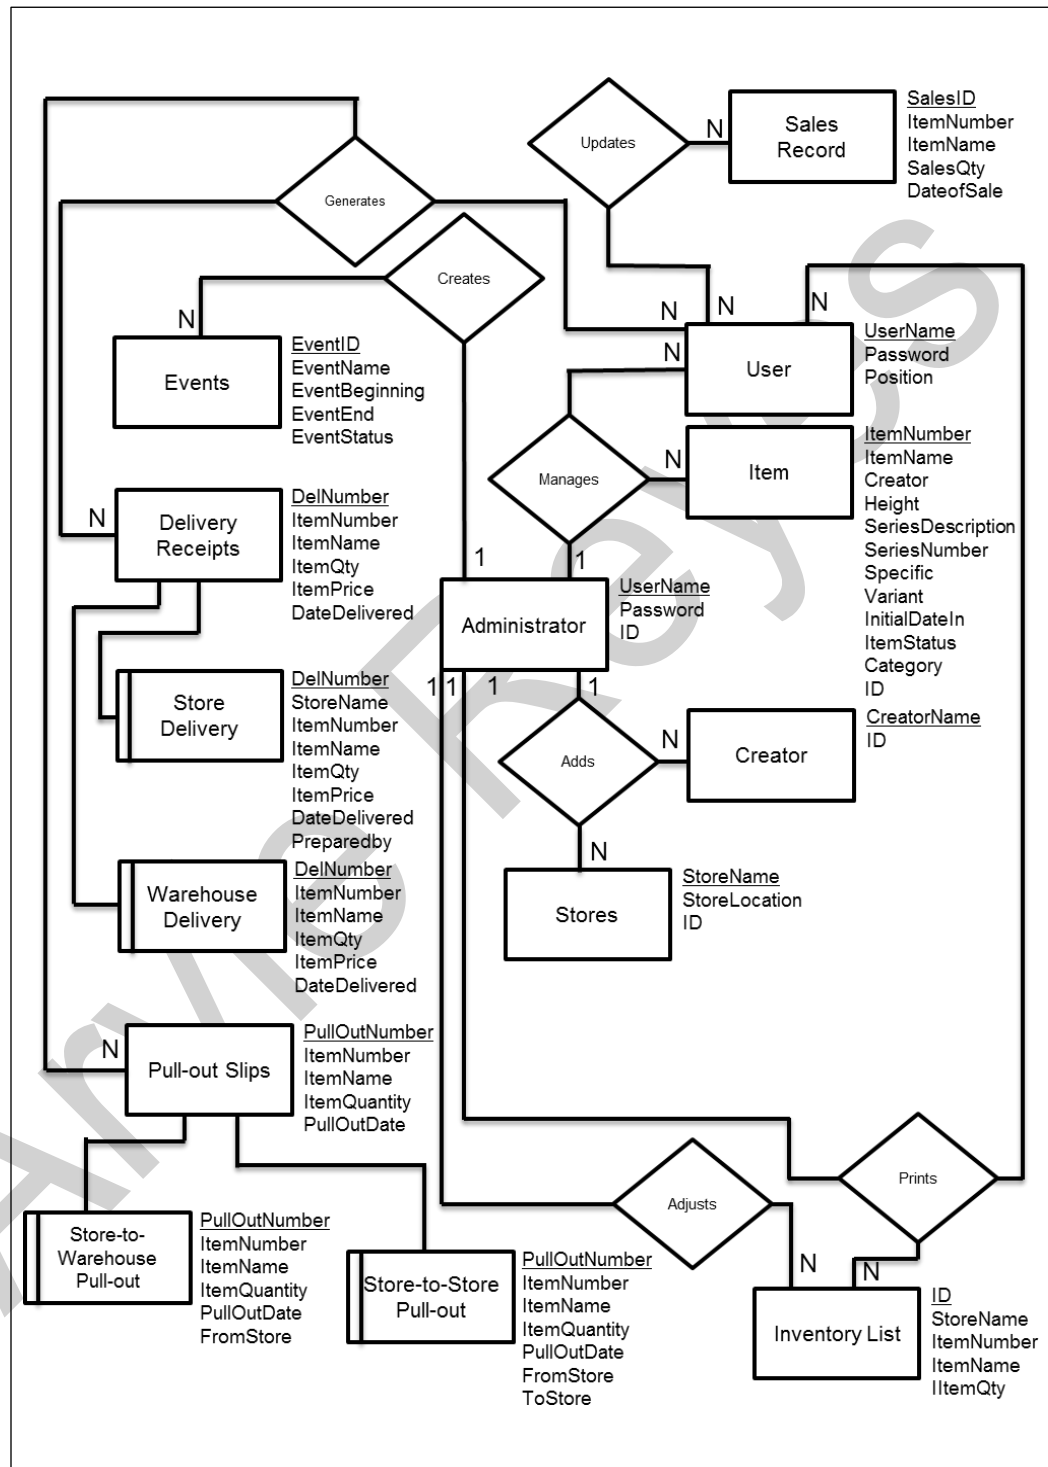 Updates
N
Sales
Record
SalesID
ItemNumber
ItemName
SalesQty
DateofSale
Generates
Creates
N
Events
EventID
EventName
EventBeginning
EventEnd
EventStatus
N
N
N
N
User
UserName
Password
Position
Manages
N
Item
ItemNumber
ItemName
Creator
Height
SeriesDescription
SeriesNumber
Specific
Variant
InitialDateIn
ItemStatus
Category
ID
N
Delivery
Receipts
DelNumber
ItemNumber
ItemName
ItemQty
ItemPrice
DateDelivered
1
1
Administrator
UserName
Password
ID
1
1
1
1
Store
Delivery
DelNumber
StoreName
ItemNumber
ItemName
ItemQty
ItemPrice
DateDelivered
Preparedby
Adds
N
Creator
CreatorName
ID
N
Stores
StoreName
StoreLocation
ID
Warehouse
Delivery
DelNumber
ItemNumber
ItemName
ItemQty
ItemPrice
DateDelivered
N
Pull-out Slips
PullOutNumber
ItemNumber
ItemName
ItemQuantity
PullOutDate
Adjusts
Prints
Store-to-
Warehouse
Pull-out
PullOutNumber
ItemNumber
ItemName
ItemQuantity
PullOutDate
FromStore
Store-to-Store
Pull-out
PullOutNumber
ItemNumber
ItemName
ItemQuantity
PullOutDate
FromStore
ToStore
N
N
Inventory List
ID
StoreName
ItemNumber
ItemName
IItemQty
Arvie Reyes